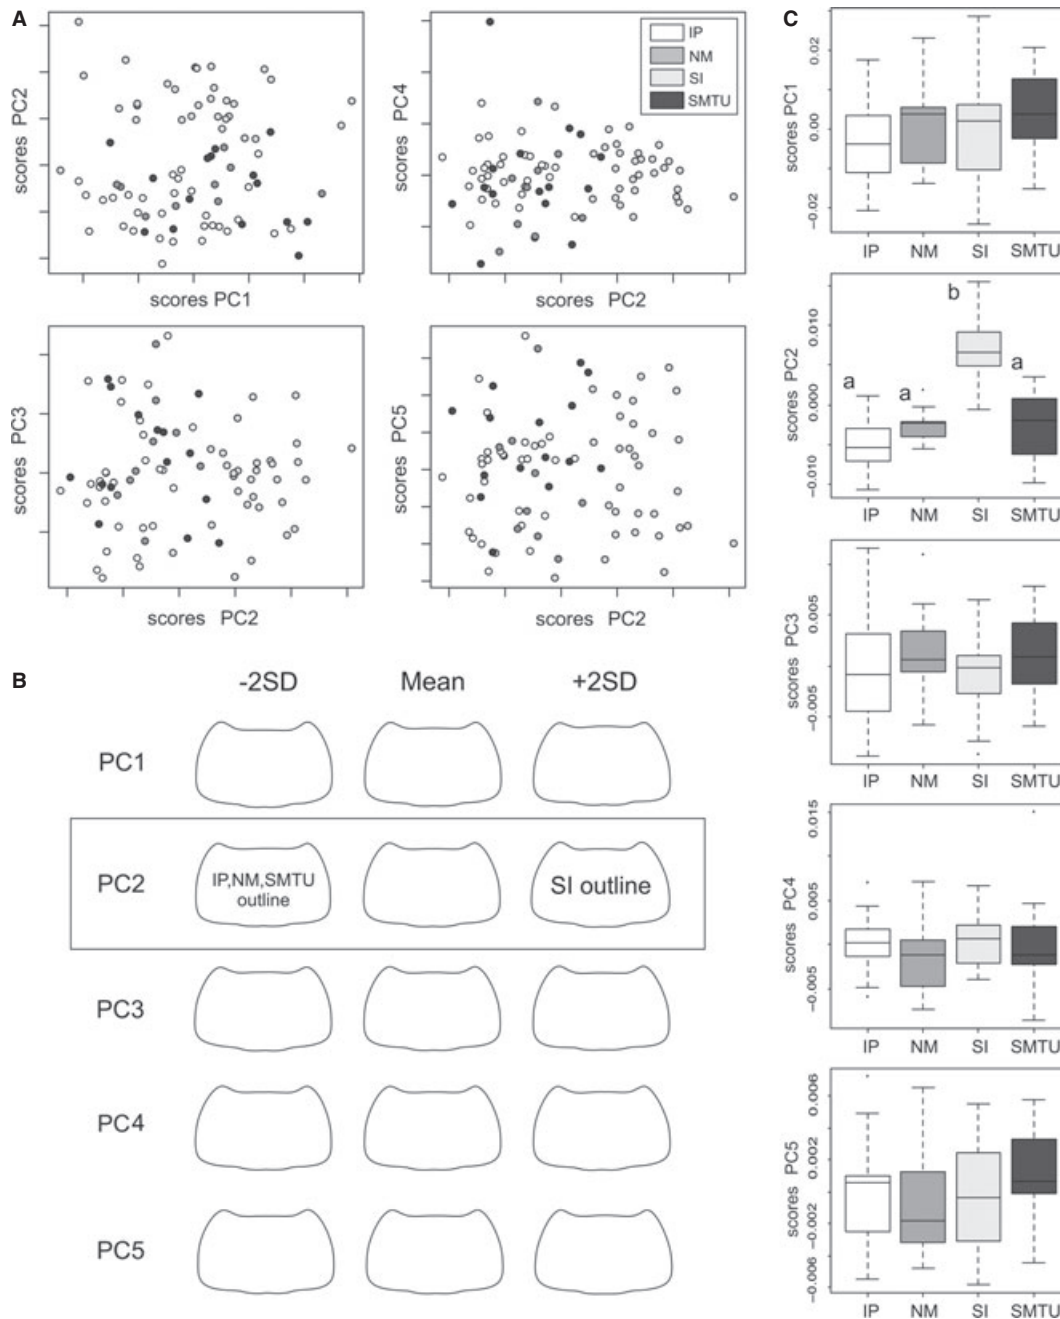 A
scores PC2
scores PC1
scores PC4
IP
NM
SI
SMTU
scores PC2
scores PC3
scores PC2
scores PC5
scores PC2
B
-2SD Mean +2SD
PC1
PC2
IP,NM,SMTU
outline
SI outline
PC3
PC4
PC5
C
scores PC1
0.02
0.00
−0.02
IP NM SI SMTU
scores PC2
0.010
0.000
−0.010
a
a
b
a
IP NM SI SMTU
scores PC3
0.005
−0.005
IP NM SI SMTU
scores PC4
0.015
0.005
−0.005
IP NM SI SMTU
scores PC5
0.006
0.002
−0.002
−0.006
IP NM SI SMTU